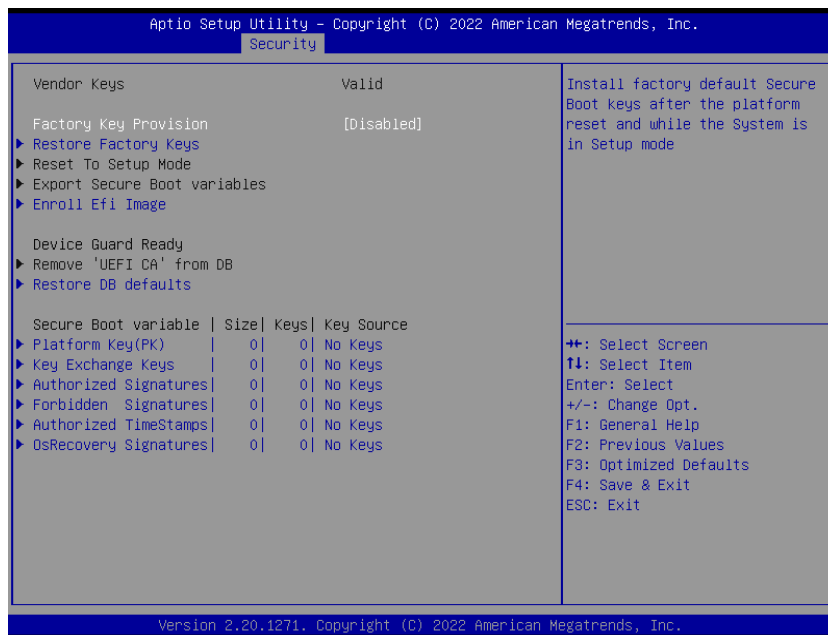 Aptio Setup Utility – Copyright (C) 2022 American Megatrends, Inc.
Security
Vendor Keys Valid
Factory Key Provision [Disabled]
▶ Restore Factory Keys
▶ Reset To Setup Mode
▶ Export Secure Boot variables
▶ Enroll Efi Image
Device Guard Ready
▶ Remove 'UEFI CA' from DB
▶ Restore DB defaults
Secure Boot variable | Size| Keys| Key Source
▶ Platform Key(PK) | 0| 0| No Keys
▶ Key Exchange Keys | 0| 0| No Keys
▶ Authorized Signatures| 0| 0| No Keys
▶ Forbidden Signatures| 0| 0| No Keys
▶ Authorized TimeStamps| 0| 0| No Keys
▶ OsRecovery Signatures| 0| 0| No Keys
Install factory default Secure
Boot keys after the platform
reset and while the System is
in Setup mode
→←: Select Screen
↑↓: Select Item
Enter: Select
+/-: Change Opt.
F1: General Help
F2: Previous Values
F3: Optimized Defaults
F4: Save & Exit
ESC: Exit
Version 2.20.1271. Copyright (C) 2022 American Megatrends, Inc.